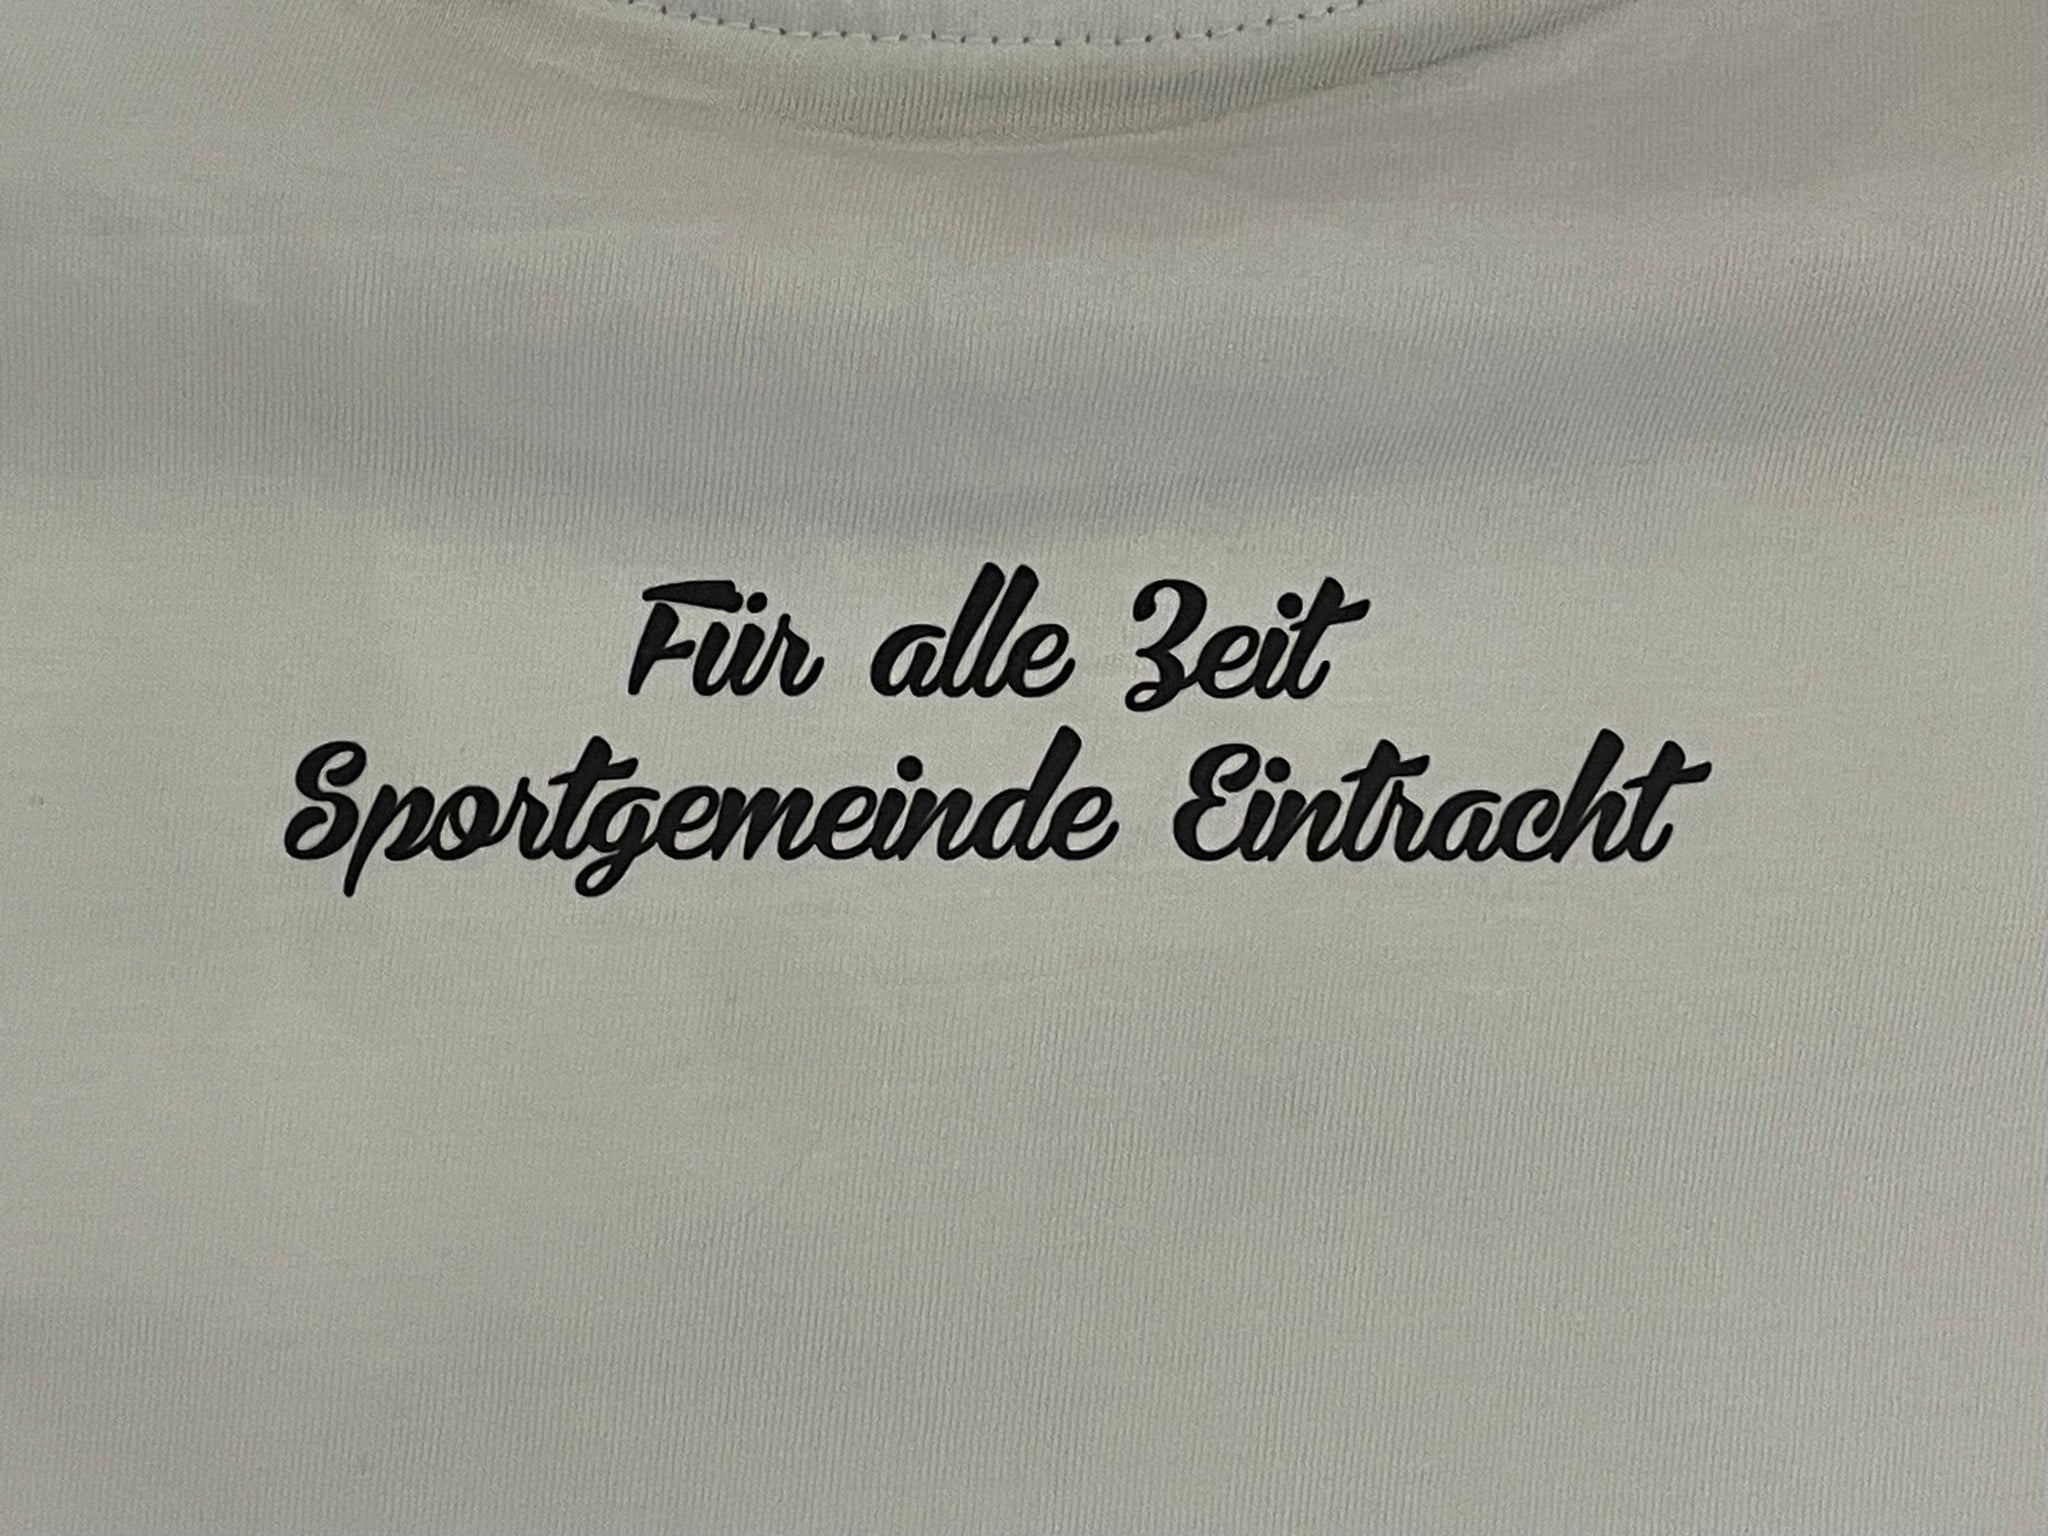 Für alle Zeit
Sportgemeinde Eintracht